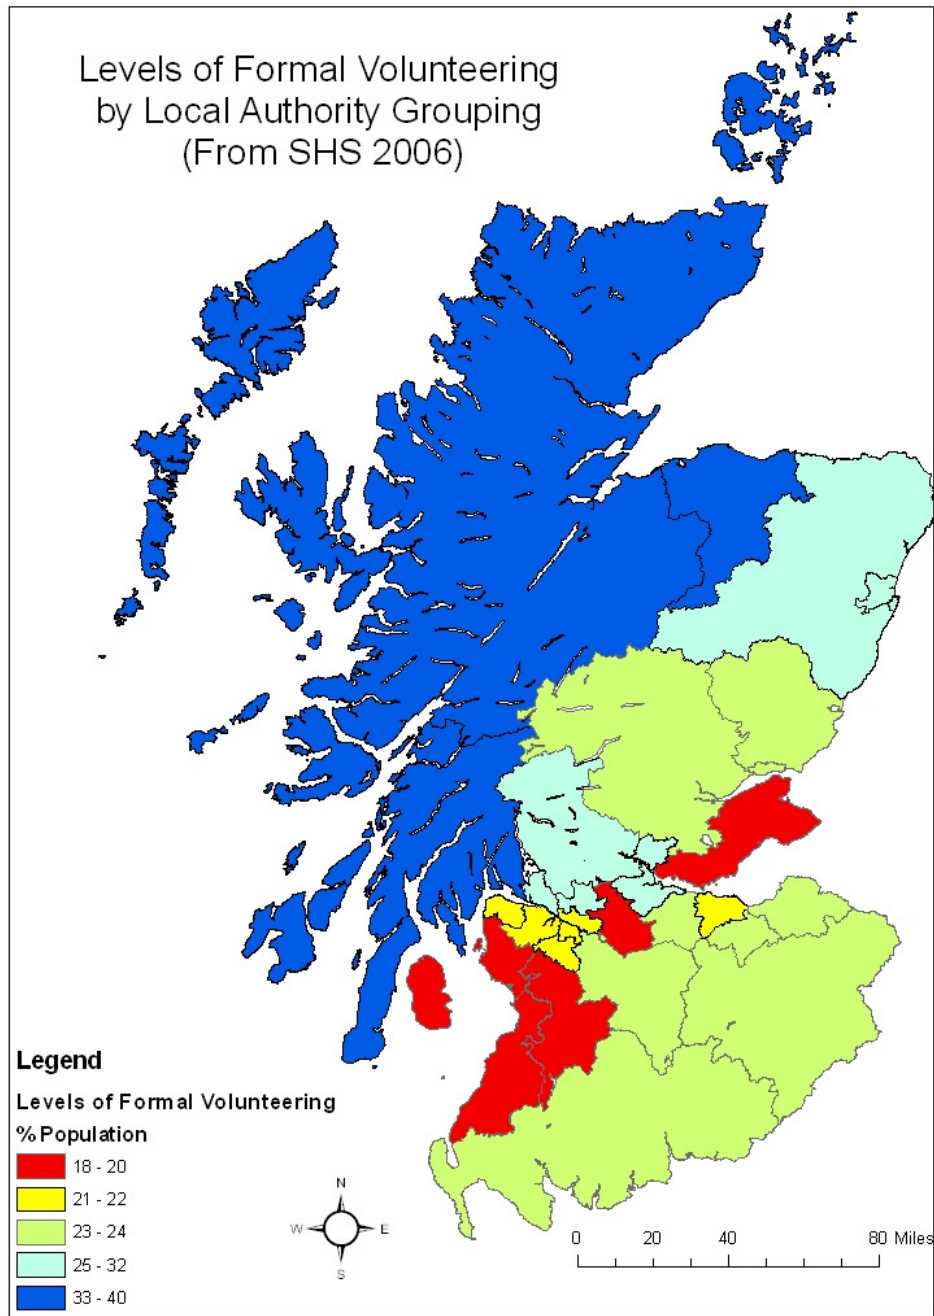 Levels of Formal Volunteering
by Local Authority Grouping
(From SHS 2006)
Legend
Levels of Formal Volunteering
% Population
18 - 20
21 - 22
23 - 24
25 - 32
33 - 40
N
W E
S
0 20 40 80 Miles